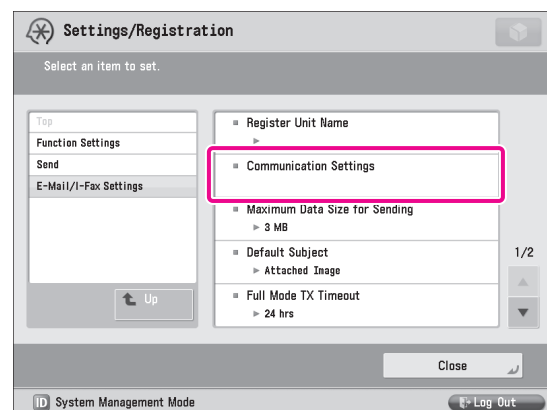 Settings/Registration
Select an item to set.
Top
Function Settings
Send
E-Mail/I-Fax Settings
Up
Register Unit Name
Communication Settings
Maximum Data Size for Sending
3 MB
Default Subject
Attached Image
Full Mode TX Timeout
24 hrs
1/2
Close
ID System Management Mode
Log Out